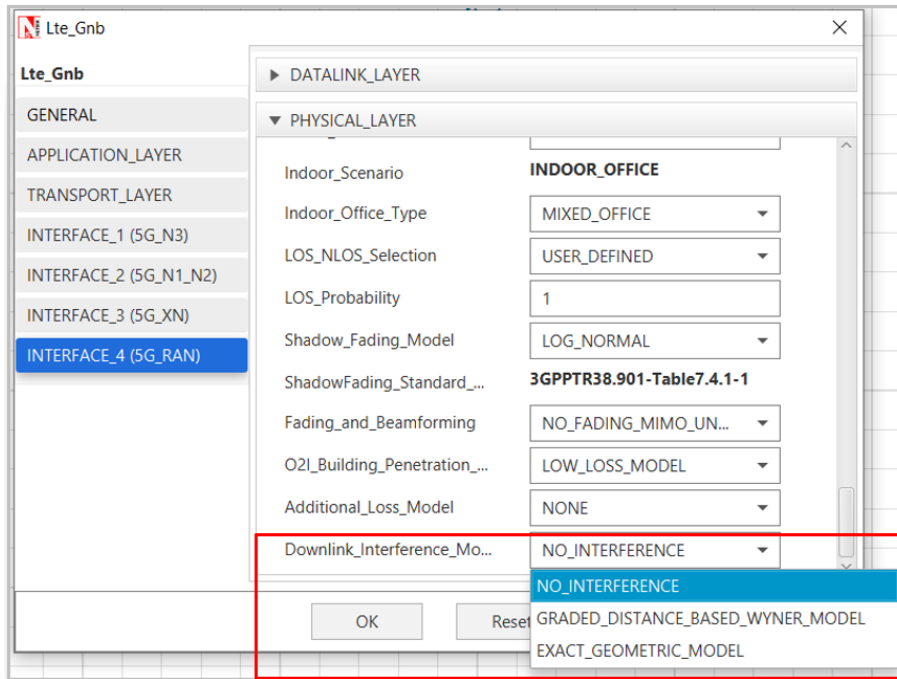 Lte_Gnb
Lte_Gnb
GENERAL
APPLICATION_LAYER
TRANSPORT_LAYER
INTERFACE_1 (5G_N3)
INTERFACE_2 (5G_N1_N2)
INTERFACE_3 (5G_XN)
INTERFACE_4 (5G_RAN)
DATALINK_LAYER
PHYSICAL_LAYER
Indoor_Scenario INDOOR_OFFICE
Indoor_Office_Type MIXED_OFFICE
LOS_NLOS_Selection USER_DEFINED
LOS_Probability 1
Shadow_Fading_Model LOG_NORMAL
ShadowFading_Standard_... 3GPPTR38.901-Table7.4.1-1
Fading_and_Beamforming NO_FADING_MIMO_UN...
O2I_Building_Penetration_... LOW_LOSS_MODEL
Additional_Loss_Model NONE
Downlink_Interference_Mo... NO_INTERFERENCE
NO_INTERFERENCE
GRADED_DISTANCE_BASED_WYNER_MODEL
EXACT_GEOMETRIC_MODEL
OK Reset